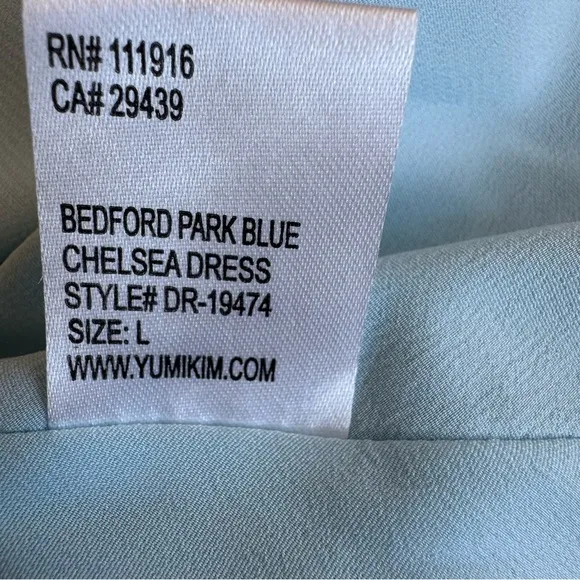 RN# 111916
CA# 29439
BEDFORD PARK BLUE
CHELSEA DRESS
STYLE# DR-19474
SIZE: L
WWW.YUMIKIM.COM